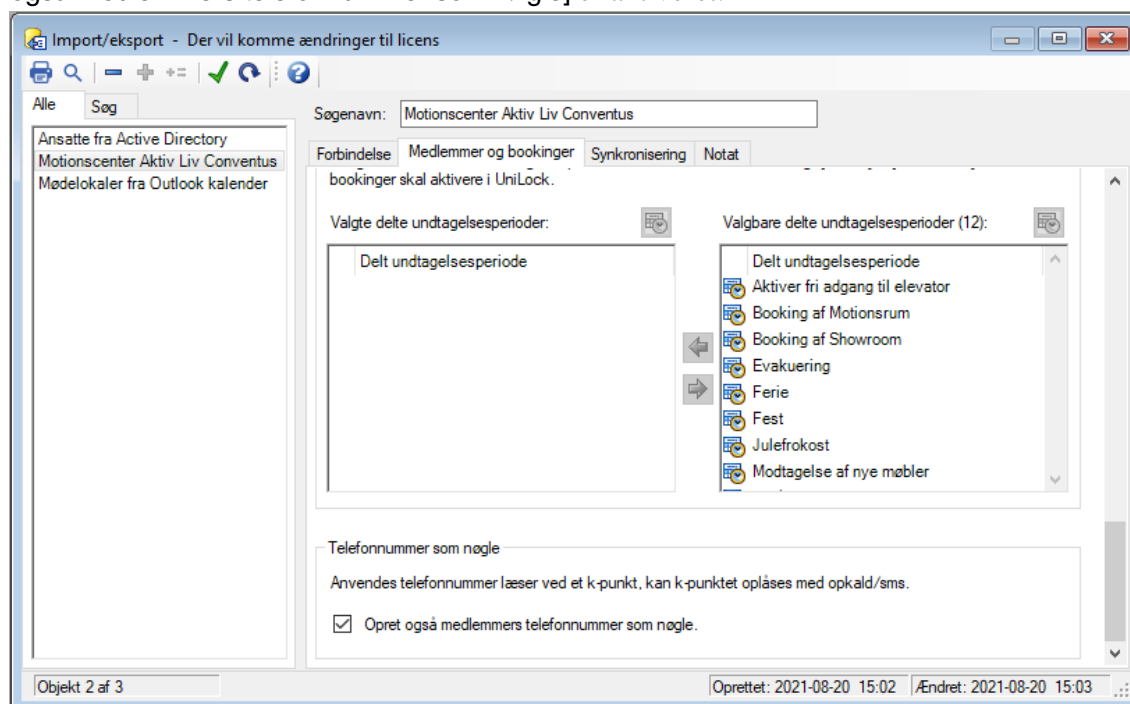 Import/eksport - Der vil komme ændringer til licens
Alle
Søg
Ansatte fra Active Directory
Motionscenter Aktiv Liv Conventus
Mødelokaler fra Outlook kalender
Søgenavn:
Motionscenter Aktiv Liv Conventus
Forbindelse
Medlemmer og bookinger
Synkronisering
Notat
bookinger skal aktivere i UniLock.
Valgte delte undtagelsesperioder:
Delt undtagelsesperiode
Valgbare delte undtagelsesperioder (12):
Delt undtagelsesperiode
Aktiver fri adgang til elevator
Booking af Motionsrum
Booking af Showroom
Evakuering
Ferie
Fest
Julefrokost
Modtagelse af nye møbler
Telefonnummer som nøgle
Anvendes telefonnummer læser ved et k-punkt, kan k-punktet oplåses med opkald/sms.
Opret også medlemmers telefonnummer som nøgle.
Objekt 2 af 3
Oprettet: 2021-08-20 15:02
Ændret: 2021-08-20 15:03